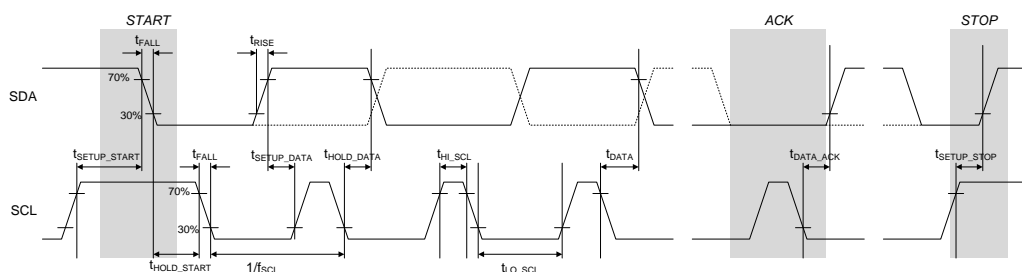 START ACK STOP
tFALL tRISE
SDA 70%
30%
tSETUP_START tFALL tSETUP_DATA tHOLD_DATA tHI_SCL tDATA tDATA_ACK tSETUP_STOP
SCL 70%
30%
tHOLD_START 1/fSCL tLO_SCL